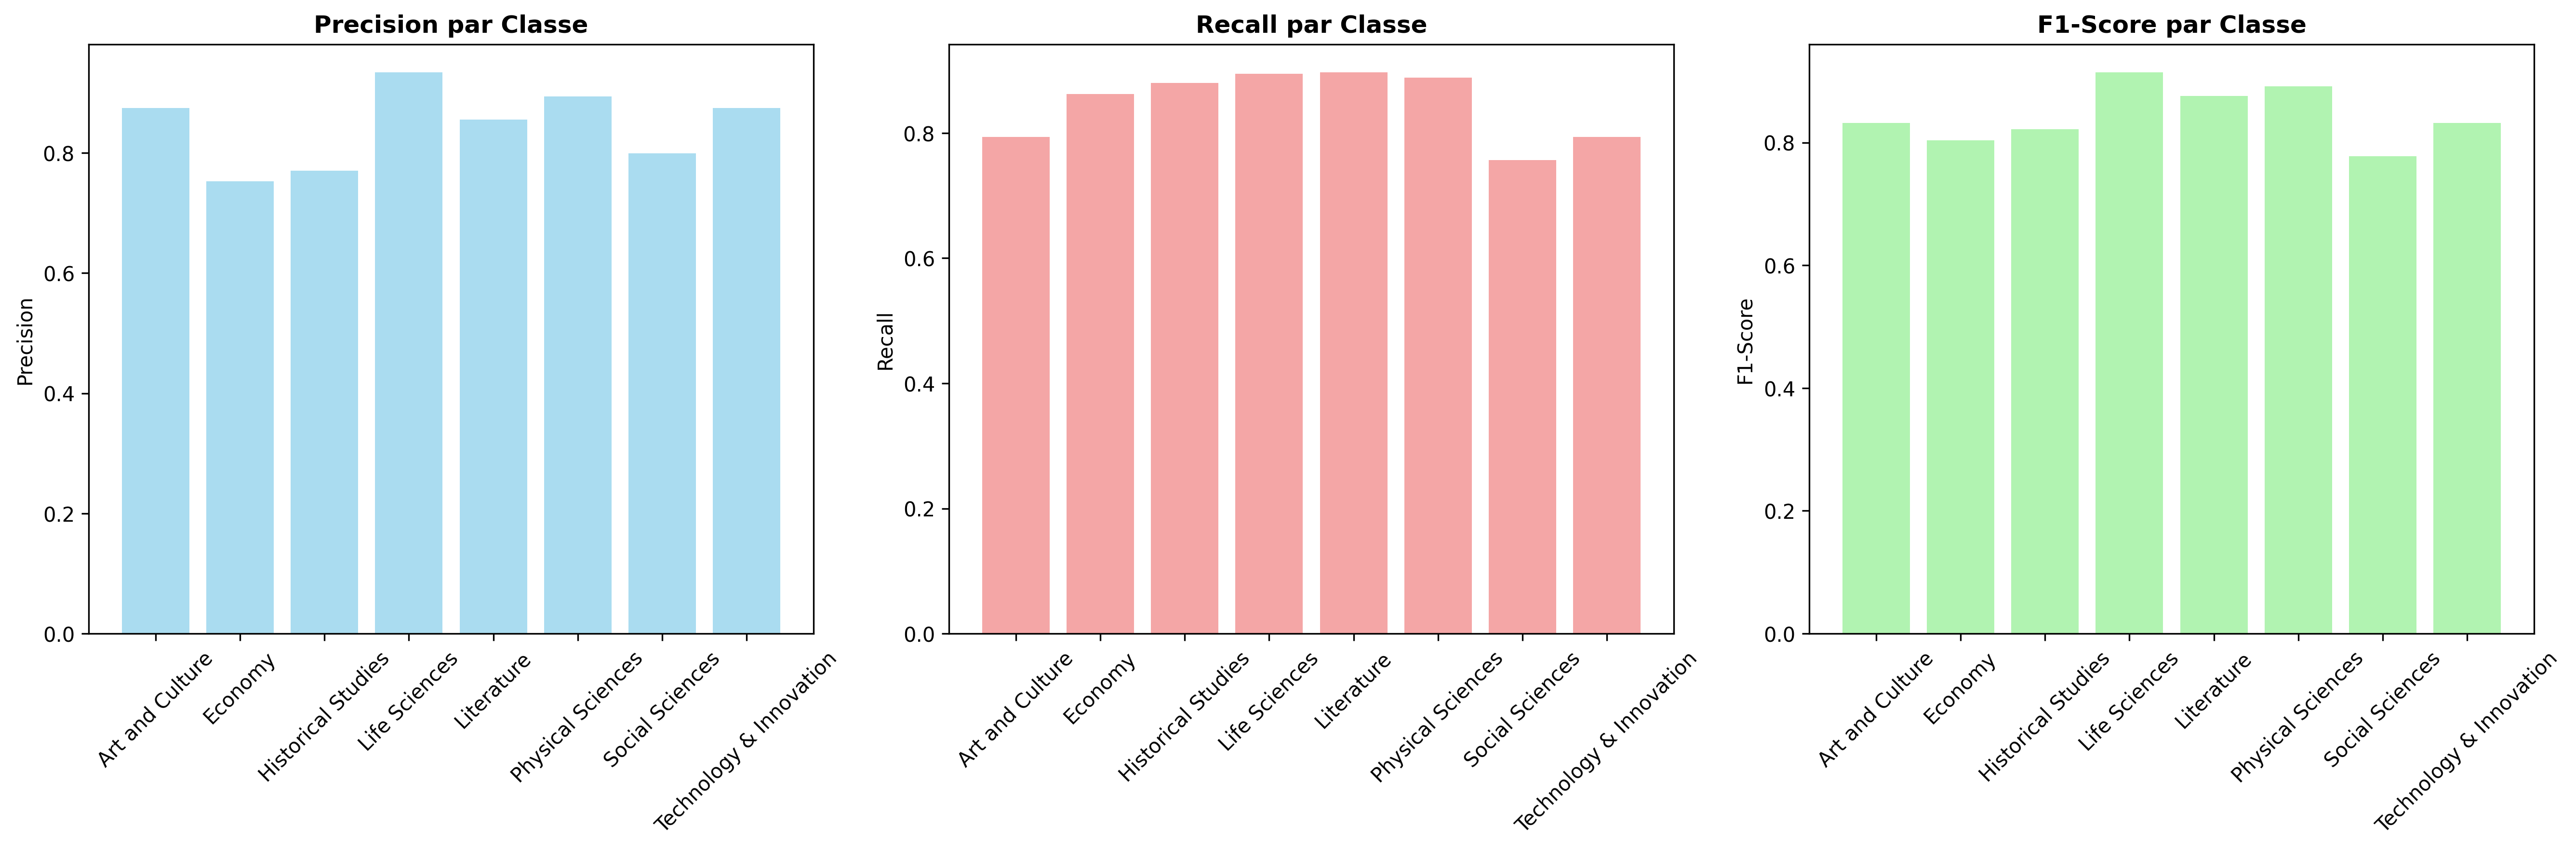 Precision par Classe
Precision
0.8
0.6
0.4
0.2
0.0
Art and Culture
Economy
Historical Studies
Life Sciences
Literature
Physical Sciences
Social Sciences
Technology & Innovation
Recall par Classe
Recall
0.8
0.6
0.4
0.2
0.0
Art and Culture
Economy
Historical Studies
Life Sciences
Literature
Physical Sciences
Social Sciences
Technology & Innovation
F1-Score par Classe
F1-Score
0.8
0.6
0.4
0.2
0.0
Art and Culture
Economy
Historical Studies
Life Sciences
Literature
Physical Sciences
Social Sciences
Technology & Innovation